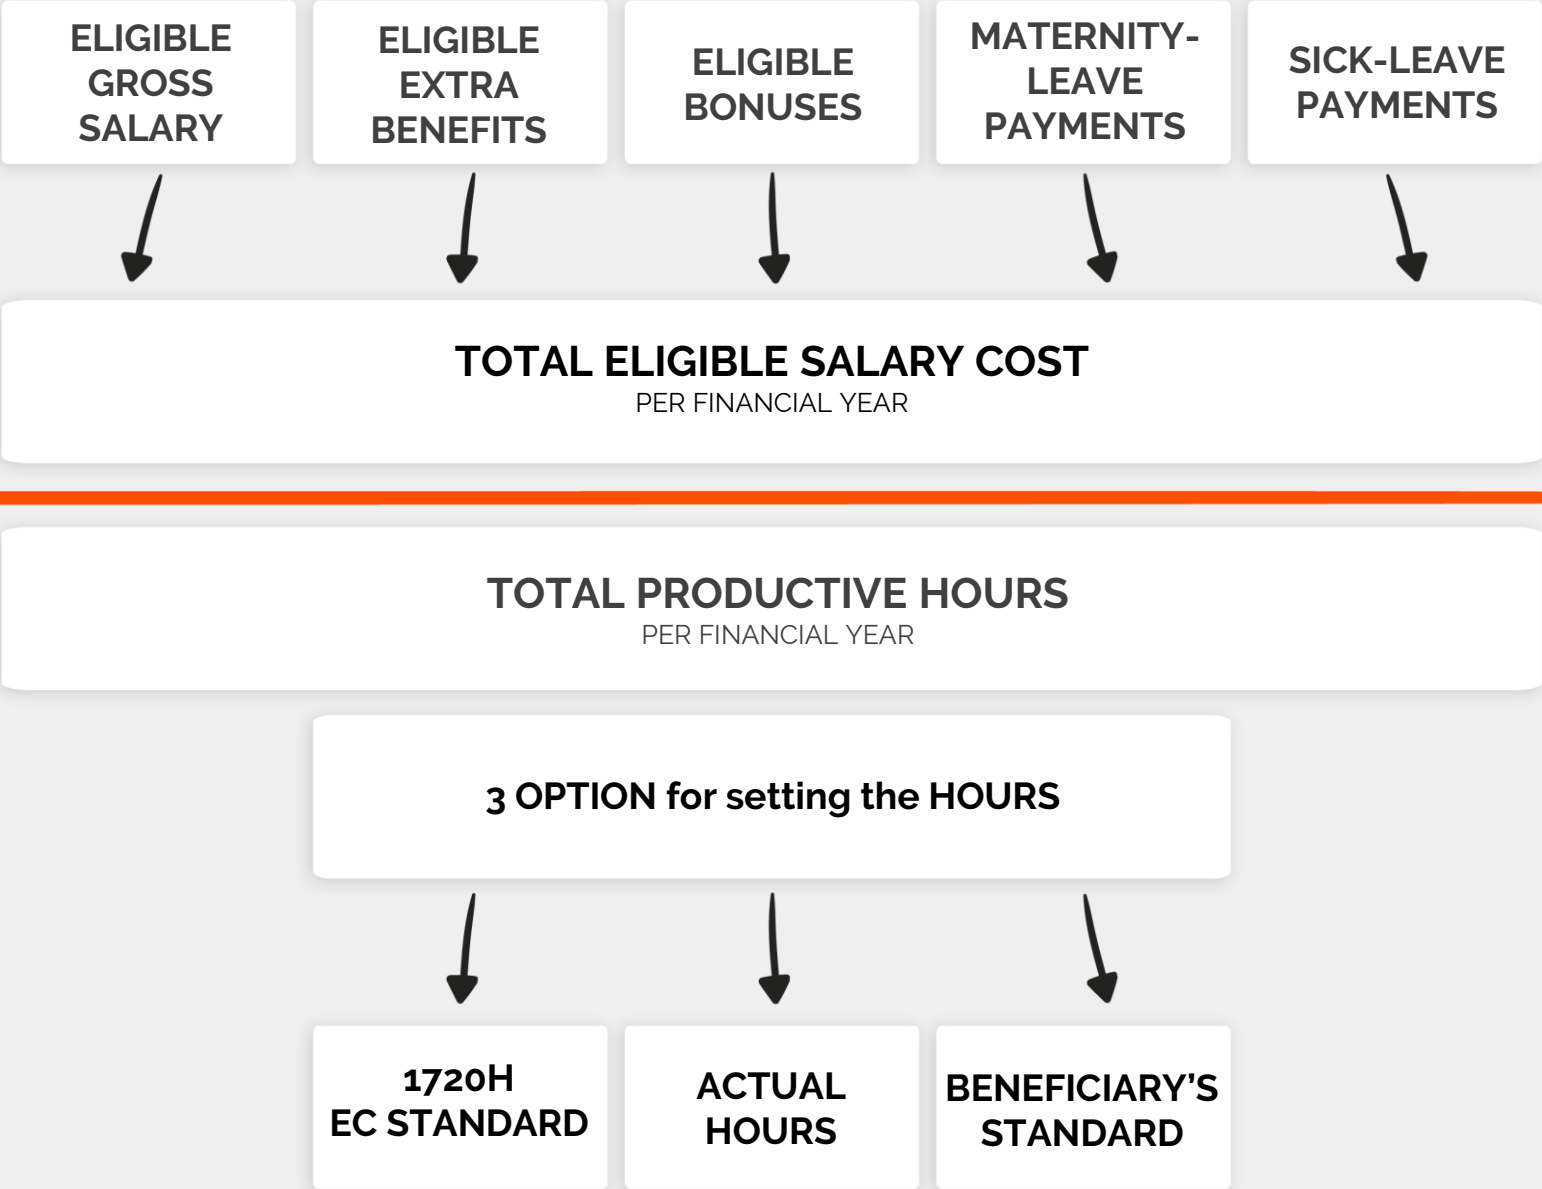 ELIGIBLE
GROSS
SALARY
ELIGIBLE
EXTRA
BENEFITS
ELIGIBLE
BONUSES
MATERNITY-
LEAVE
PAYMENTS
SICK-LEAVE
PAYMENTS
TOTAL ELIGIBLE SALARY COST
PER FINANCIAL YEAR
TOTAL PRODUCTIVE HOURS
PER FINANCIAL YEAR
3 OPTION for setting the HOURS
1720H
EC STANDARD
ACTUAL
HOURS
BENEFICIARY’S
STANDARD